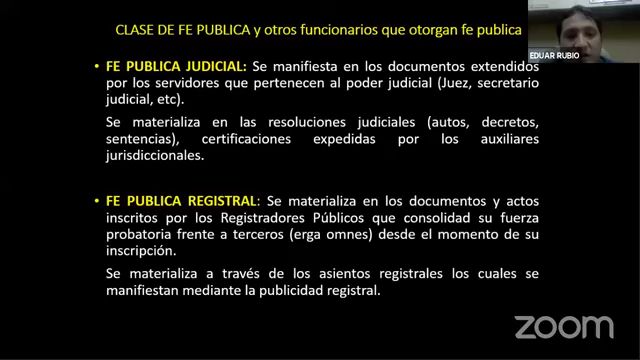 CLASE DE FE PUBLICA y otros funcionarios que otorgan fe publica
EDUAR RUBIO
• FE PUBLICA JUDICIAL: Se manifiesta en los documentos extendidos
por los servidores que pertenecen al poder judicial (Juez, secretario
judicial, etc).
Se materializa en las resoluciones judiciales (autos, decretos,
sentencias), certificaciones expedidas por los auxiliares
jurisdiccionales.
• FE PUBLICA REGISTRAL: Se materializa en los documentos y actos
inscritos por los Registradores Públicos que consolidad su fuerza
probatoria frente a terceros (erga omnes) desde el momento de su
inscripción.
Se materializa a través de los asientos registrales los cuales se
manifiestan mediante la publicidad registral.
zoom